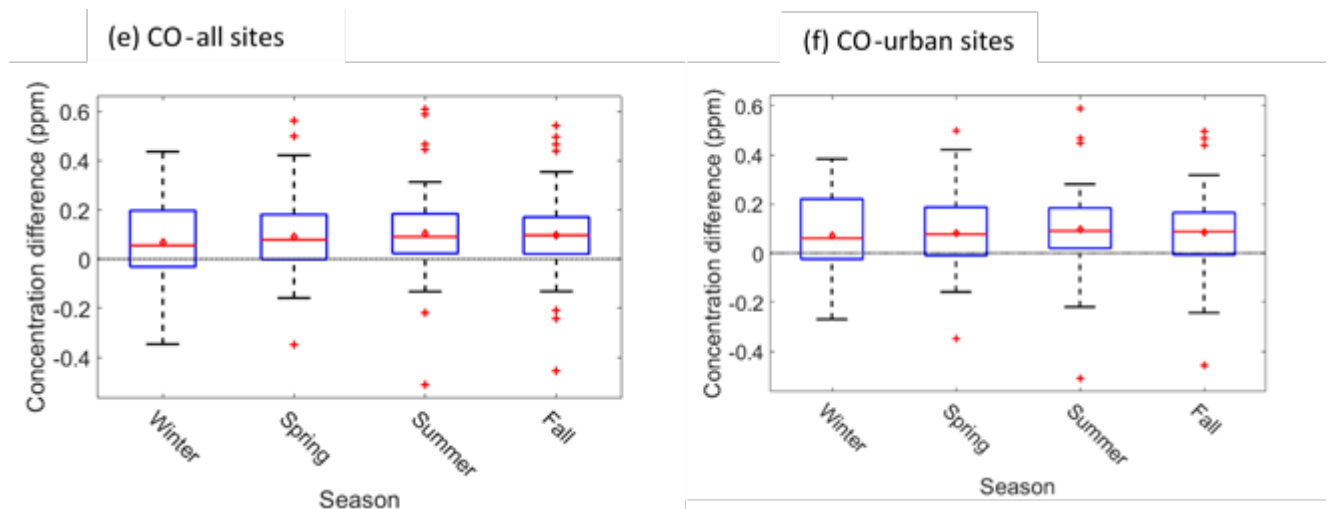 (e) CO-all sites
Concentration difference (ppm)
0.6
0.4
0.2
0
-0.2
-0.4
Winter
Spring
Summer
Fall
Season
(f) CO-urban sites
Concentration difference (ppm)
0.6
0.4
0.2
0
-0.2
-0.4
Winter
Spring
Summer
Fall
Season